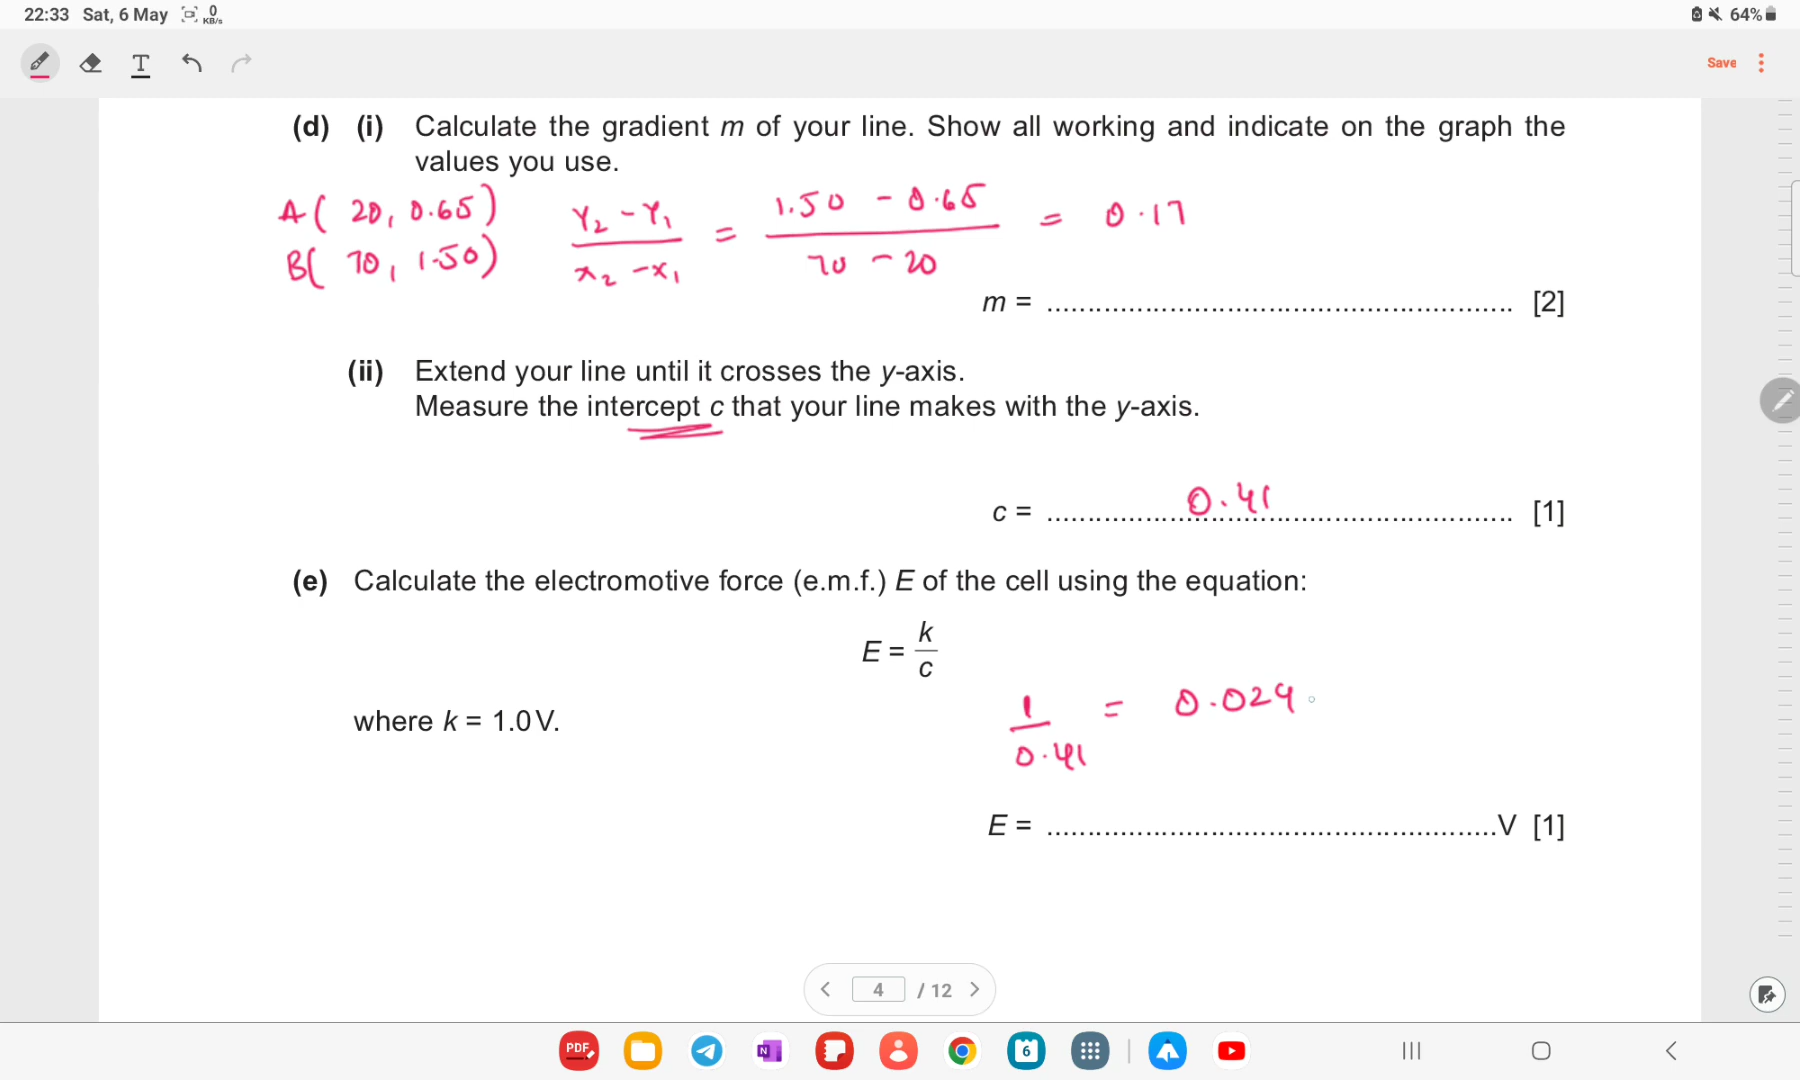 22:33 Sat, 6 May 0 KB/s 64%
Save
(d) (i) Calculate the gradient m of your line. Show all working and indicate on the graph the
values you use.
A( 20, 0.65)
B( 70, 1.50)
Y2 - Y1 / x2 - x1 = 1.50 - 0.65 / 70 - 20 = 0.17
m = ........................................................ [2]
(ii) Extend your line until it crosses the y-axis.
Measure the intercept c that your line makes with the y-axis.
c = ........................0.41........................ [1]
(e) Calculate the electromotive force (e.m.f.) E of the cell using the equation:
E = k / c
where k = 1.0 V.
1 / 0.41 = 0.024
E = ......................................................V [1]
4 / 12
PDF
N
6